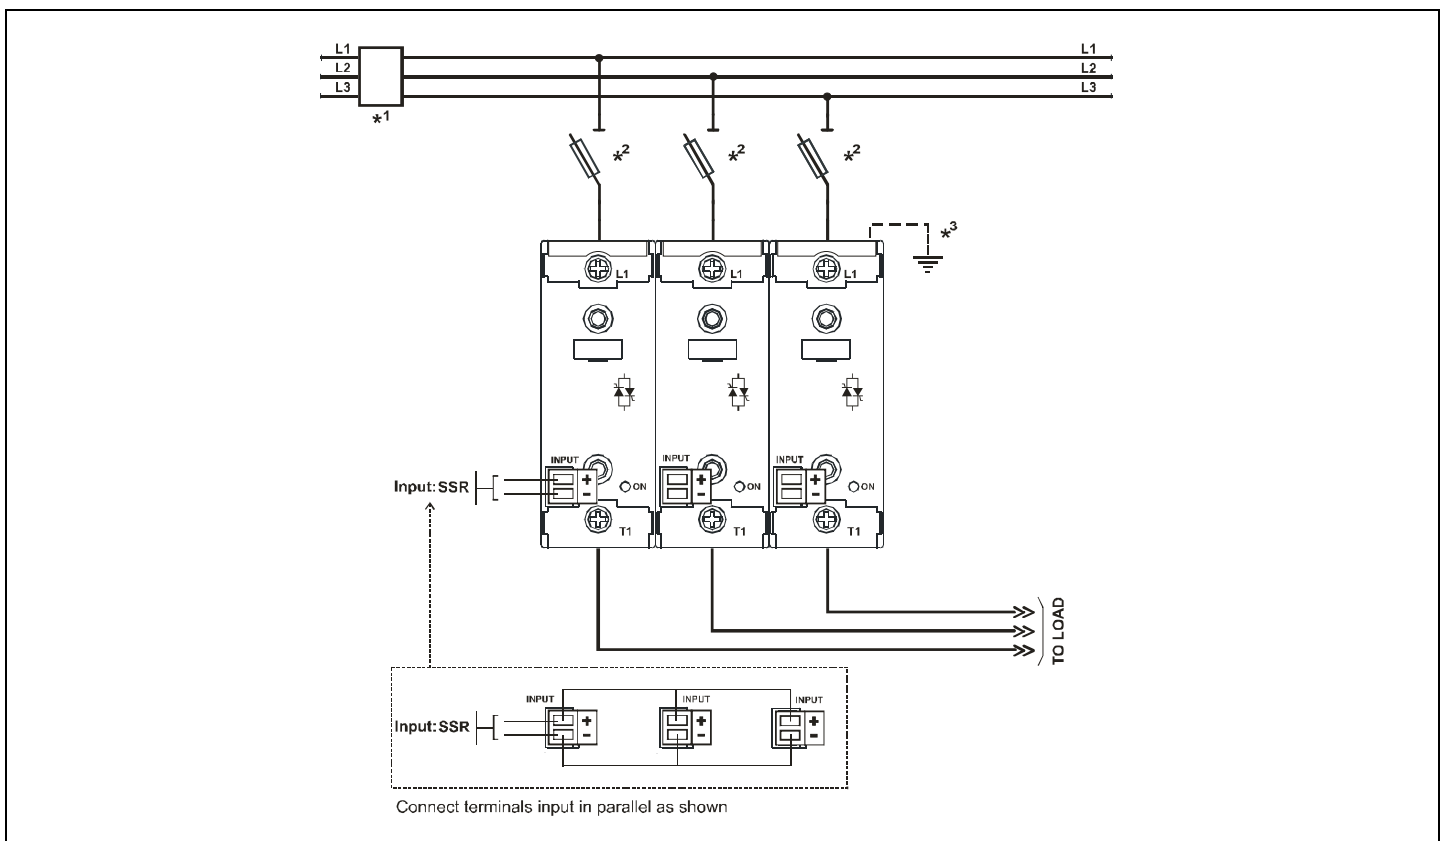 L1 L1
L2 L2
L3 L3
*1
*2 *2 *2
*3
L1 L1 L1
INPUT INPUT INPUT
+ + +
Input: SSR ON ON ON
- - -
T1 T1 T1
TO LOAD
INPUT INPUT INPUT
+ + +
Input: SSR
- - -
Connect terminals input in parallel as shown